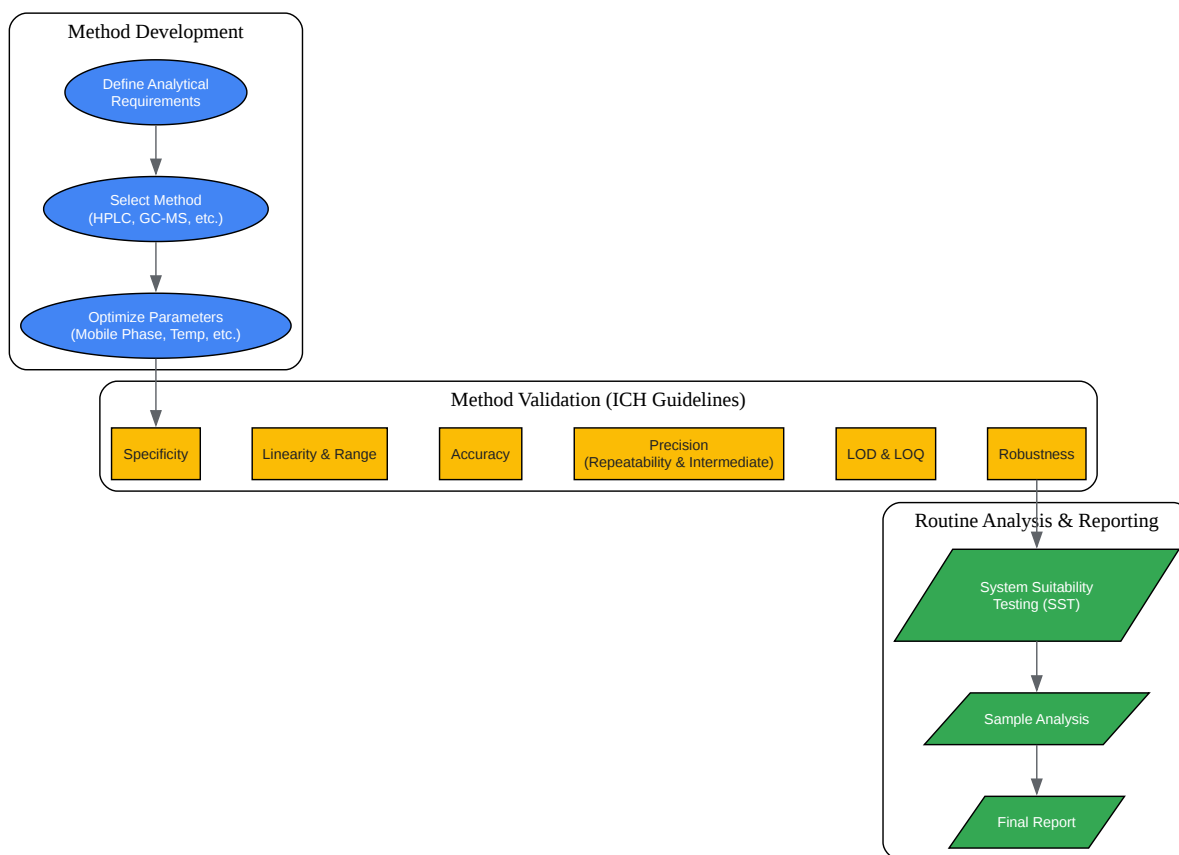 Method Development
Define Analytical
Requirements
Select Method
(HPLC, GC-MS, etc.)
Optimize Parameters
(Mobile Phase, Temp, etc.)
Method Validation (ICH Guidelines)
Specificity
Linearity & Range
Accuracy
Precision
(Repeatability & Intermediate)
LOD & LOQ
Robustness
Routine Analysis & Reporting
System Suitability
Testing (SST)
Sample Analysis
Final Report